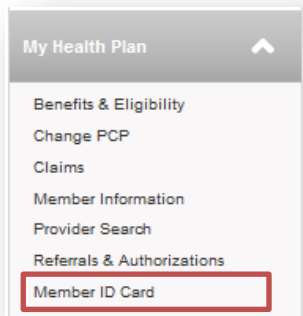 My Health Plan
Benefits & Eligibility
Change PCP
Claims
Member Information
Provider Search
Referrals & Authorizations
Member ID Card